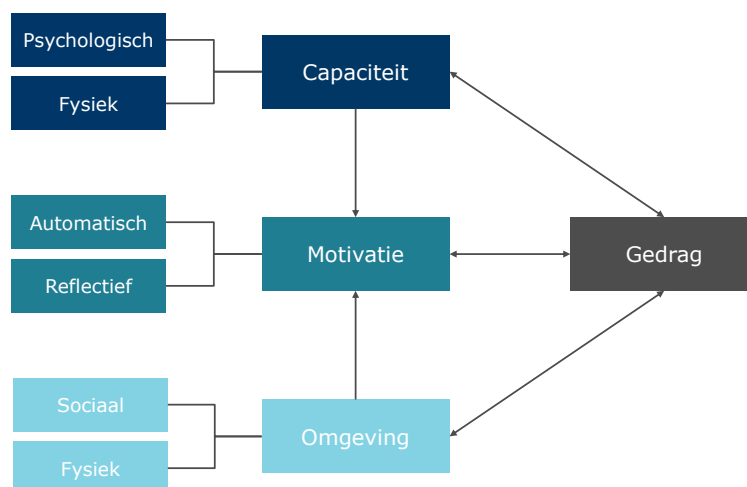 Psychologisch
Fysiek
Capaciteit
Automatisch
Reflectief
Motivatie
Gedrag
Sociaal
Fysiek
Omgeving